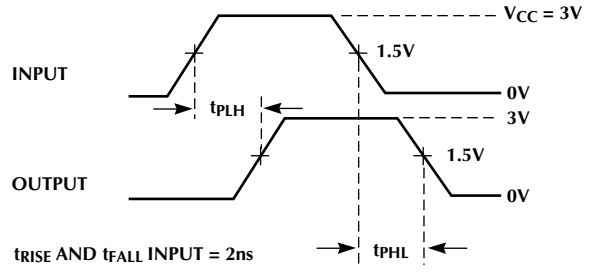 VCC = 3V
INPUT
1.5V
0V
tPLH
3V
1.5V
OUTPUT
0V
tRISE AND tFALL INPUT = 2ns
tPHL